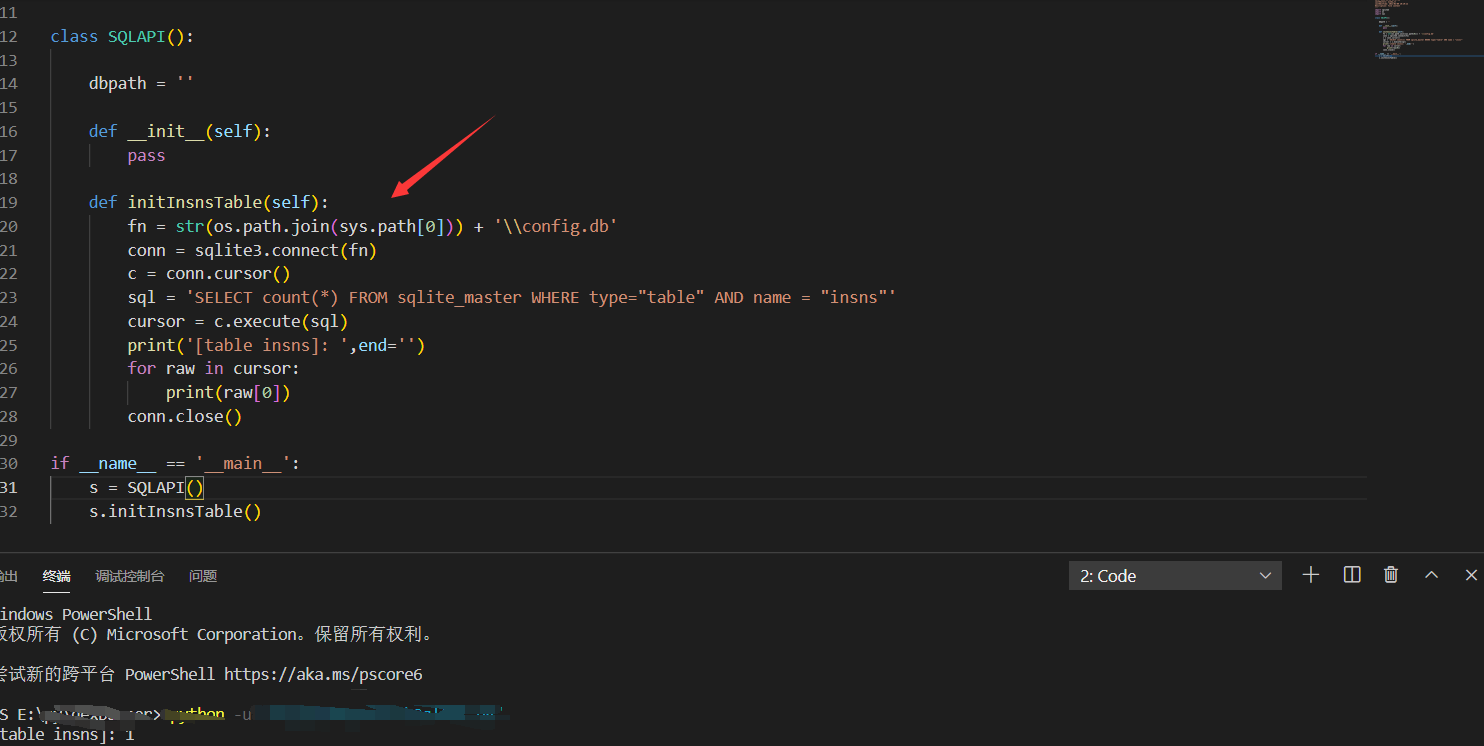 11
12 class SQLAPI():
13
14 dbpath = ''
15
16 def __init__(self):
17 pass
18
19 def initInsnsTable(self):
20 fn = str(os.path.join(sys.path[0])) + '\\config.db'
21 conn = sqlite3.connect(fn)
22 c = conn.cursor()
23 sql = 'SELECT count(*) FROM sqlite_master WHERE type="table" AND name = "insns"'
24 cursor = c.execute(sql)
25 print('[table insns]: ',end='')
26 for raw in cursor:
27 print(raw[0])
28 conn.close()
29
30 if __name__ == '__main__':
31 s = SQLAPI()
32 s.initInsnsTable()
出 终端 调试控制台 问题 2: Code
indows PowerShell
版权所有 (C) Microsoft Corporation。保留所有权利。
尝试新的跨平台 PowerShell https://aka.ms/pscore6
S E:\ > python -u
table insns]: 1